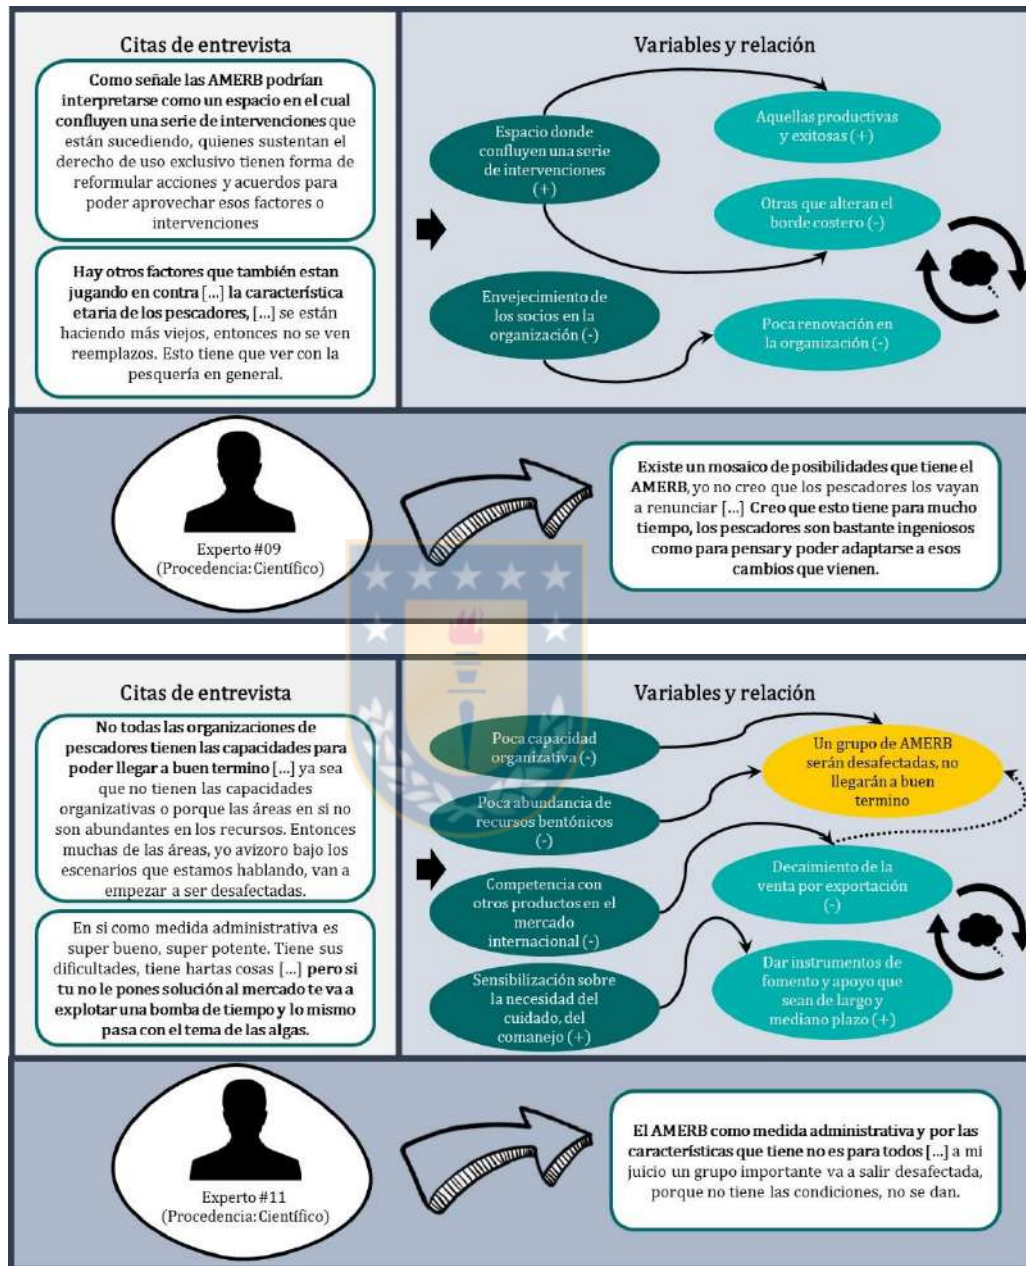 Citas de entrevista
Como señale las AMERB podrían
interpretarse como un espacio en el cual
confluyen una serie de intervenciones que
están sucediendo, quienes sustentan el
derecho de uso exclusivo tienen forma de
reformular acciones y acuerdos para
poder aprovechar esos factores o
intervenciones
Hay otros factores que también estan
jugando en contra […] la característica
etaria de los pescadores, […] se están
haciendo más viejos, entonces no se ven
reemplazos. Esto tiene que ver con la
pesquería en general.
Variables y relación
Espacio donde
confluyen una serie
de intervenciones
(+)
Aquellas productivas
y exitosas (+)
Otras que alteran el
borde costero (-)
Envejecimiento de
los socios en la
organización (-)
Poca renovación en
la organización (-)
Experto #09
(Procedencia: Científico)
Existe un mosaico de posibilidades que tiene el
AMERB, yo no creo que los pescadores los vayan
a renunciar […] Creo que esto tiene para mucho
tiempo, los pescadores son bastante ingeniosos
como para pensar y poder adaptarse a esos
cambios que vienen.
Citas de entrevista
No todas las organizaciones de
pescadores tienen las capacidades para
poder llegar a buen termino […] ya sea
que no tienen las capacidades
organizativas o porque las áreas en si no
son abundantes en los recursos. Entonces
muchas de las áreas, yo avizoro bajo los
escenarios que estamos hablando, van a
empezar a ser desafectadas.
En si como medida administrativa es
super bueno, super potente. Tiene sus
dificultades, tiene hartas cosas […] pero si
tu no le pones solución al mercado te va a
explotar una bomba de tiempo y lo mismo
pasa con el tema de las algas.
Variables y relación
Poca capacidad
organizativa (-)
Poca abundancia de
recursos bentónicos
(-)
Competencia con
otros productos en el
mercado
internacional (-)
Sensibilización sobre
la necesidad del
cuidado, del
comanejo (+)
Un grupo de AMERB
serán desafectadas, no
llegarán a buen
termino
Decaimiento de la
venta por exportación
(-)
Dar instrumentos de
fomento y apoyo que
sean de largo y
mediano plazo (+)
Experto #11
(Procedencia: Científico)
El AMERB como medida administrativa y por las
características que tiene no es para todos […] a mi
juicio un grupo importante va a salir desafectada,
porque no tiene las condiciones, no se dan.